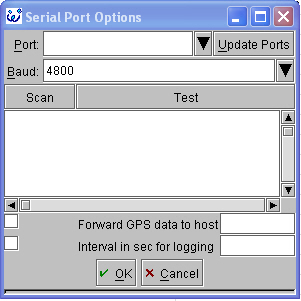 Serial Port Options
Port: Update Ports
Baud: 4800
Scan Test
Forward GPS data to host
Interval in sec for logging
OK Cancel